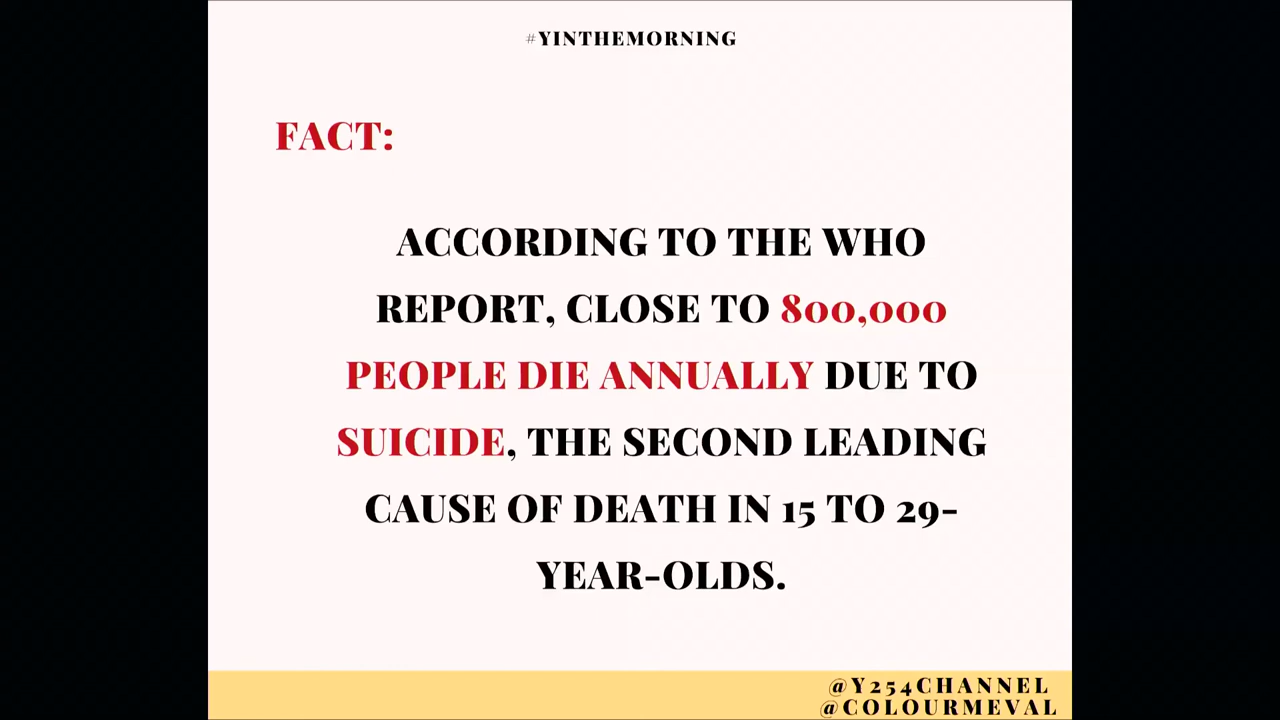 #YINTHEMORNING
FACT:
ACCORDING TO THE WHO
REPORT, CLOSE TO 800,000
PEOPLE DIE ANNUALLY DUE TO
SUICIDE, THE SECOND LEADING
CAUSE OF DEATH IN 15 TO 29-
YEAR-OLDS.
@Y254CHANNEL
@COLOURMEVAL